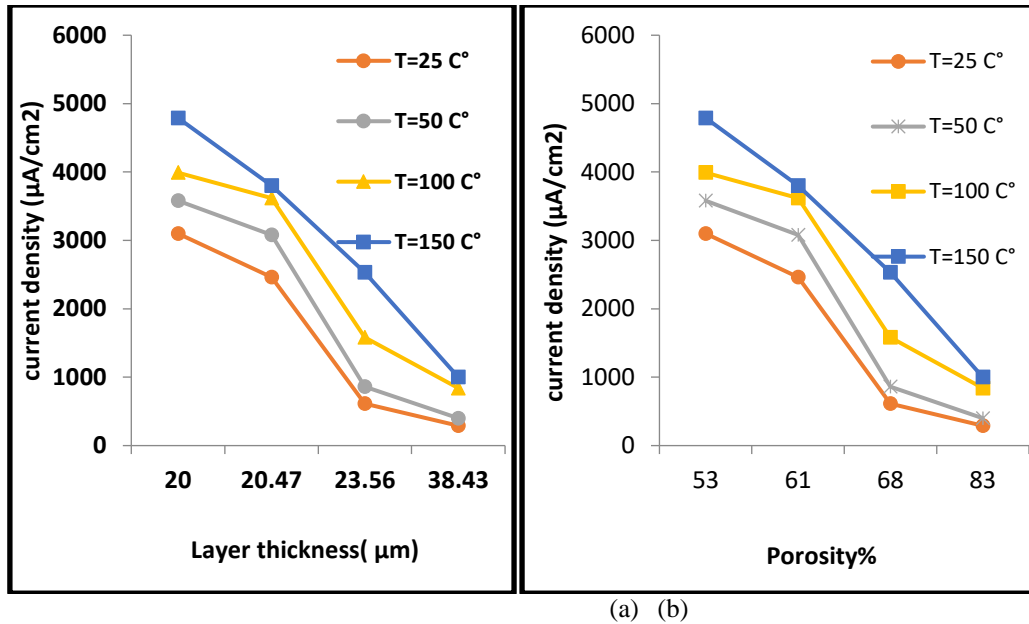 6000
5000
4000
3000
2000
1000
0
current density (µA/cm2)
T=25 C°
T=50 C°
T=100 C°
T=150 C°
20 20.47 23.56 38.43
Layer thickness( µm)
6000
5000
4000
3000
2000
1000
0
current density (µA/cm2)
T=25 C°
T=50 C°
T=100 C°
T=150 C°
53 61 68 83
Porosity%
(a) (b)